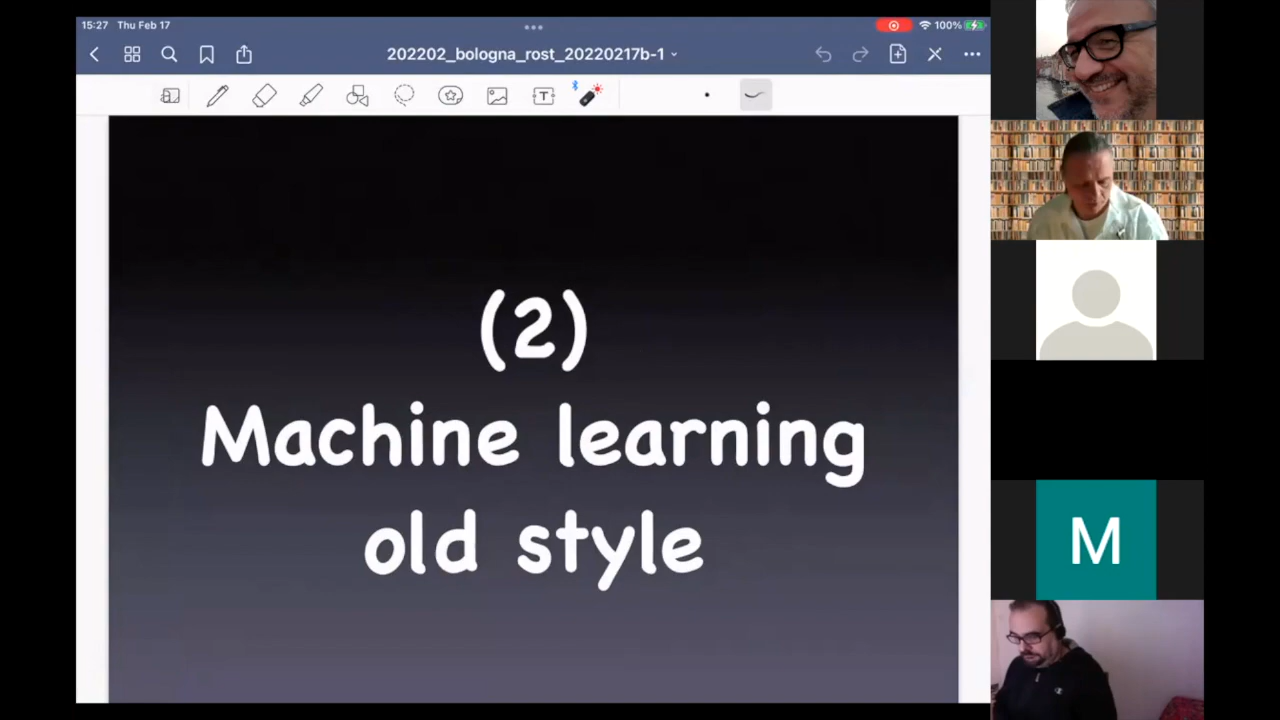 15:27 Thu Feb 17
100%
202202_bologna_rost_20220217b-1
T
(2)
Machine learning
old style
M